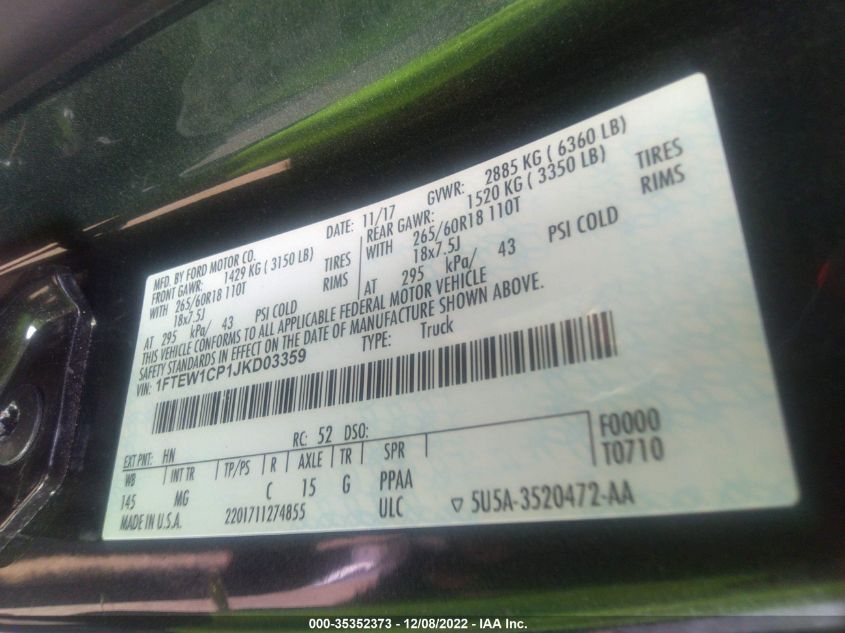 MFD. BY FORD MOTOR CO. DATE: 11/17 GVWR: 2885 KG ( 6360 LB)
FRONT GAWR: 1429 KG ( 3150 LB) REAR GAWR: 1520 KG ( 3350 LB)
WITH 265/60R18 110T TIRES WITH 265/60R18 110T TIRES
18x7.5J RIMS 18x7.5J RIMS
AT 295 kPa/ 43 PSI COLD AT 295 kPa/ 43 PSI COLD
THIS VEHICLE CONFORMS TO ALL APPLICABLE FEDERAL MOTOR VEHICLE
SAFETY STANDARDS IN EFFECT ON THE DATE OF MANUFACTURE SHOWN ABOVE.
VIN: 1FTEW1CP1JKD03359 TYPE: Truck
EXT PNT: HN RC: 52 DSO: F0000
WB INT TR TP/PS R AXLE TR SPR T0710
145 MG C 15 G PPAA
MADE IN U.S.A. 2201711274855 ULC ▽ 5U5A-3520472-AA
000-35352373 - 12/08/2022 - IAA Inc.